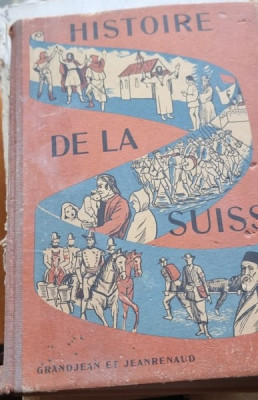 HISTOIRE
DE LA
SUISS
GRANDJEAN ET JEANRENAUD